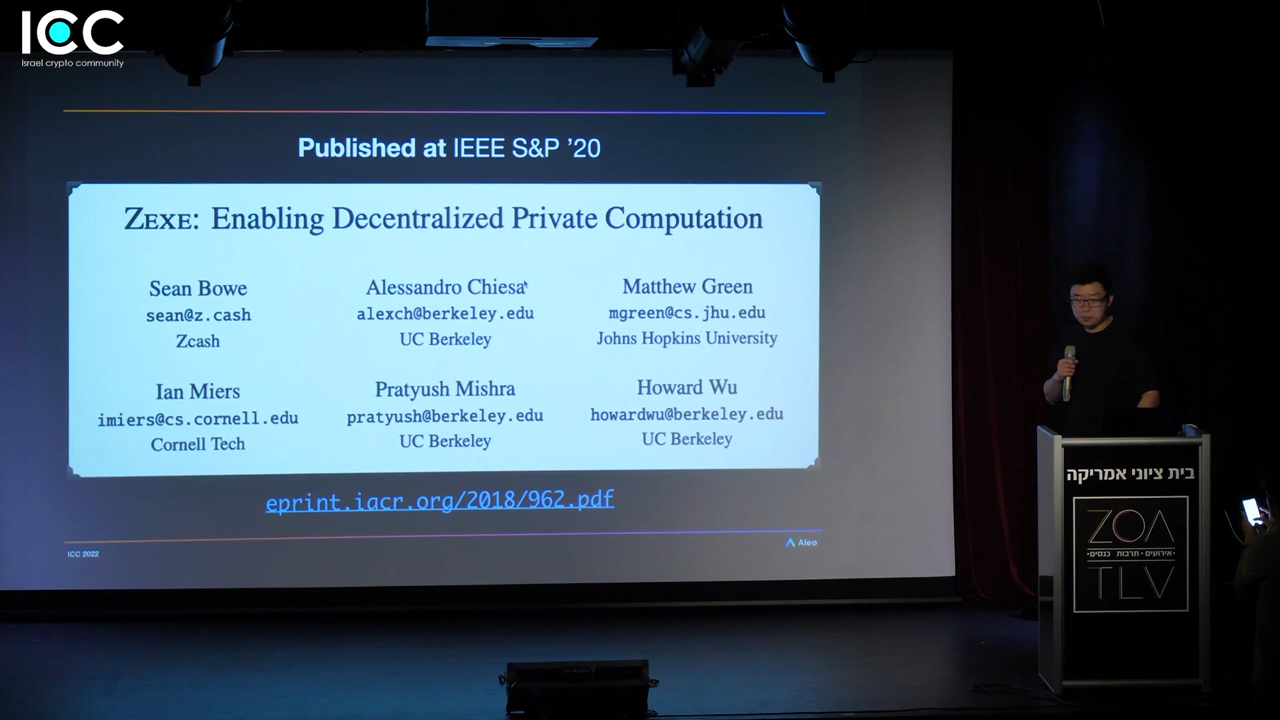 ICC
Israel crypto community
Published at IEEE S&P '20
ZEXE: Enabling Decentralized Private Computation
Sean Bowe
sean@z.cash
Zcash
Alessandro Chiesa
alexch@berkeley.edu
UC Berkeley
Matthew Green
mgreen@cs.jhu.edu
Johns Hopkins University
Ian Miers
imiers@cs.cornell.edu
Cornell Tech
Pratyush Mishra
pratyush@berkeley.edu
UC Berkeley
Howard Wu
howardwu@berkeley.edu
UC Berkeley
eprint.iacr.org/2018/962.pdf
ICC 2022
Aleo
בית ציוני אמריקה
ZOA
•אירועים • תרבות • כנסים•
TLV